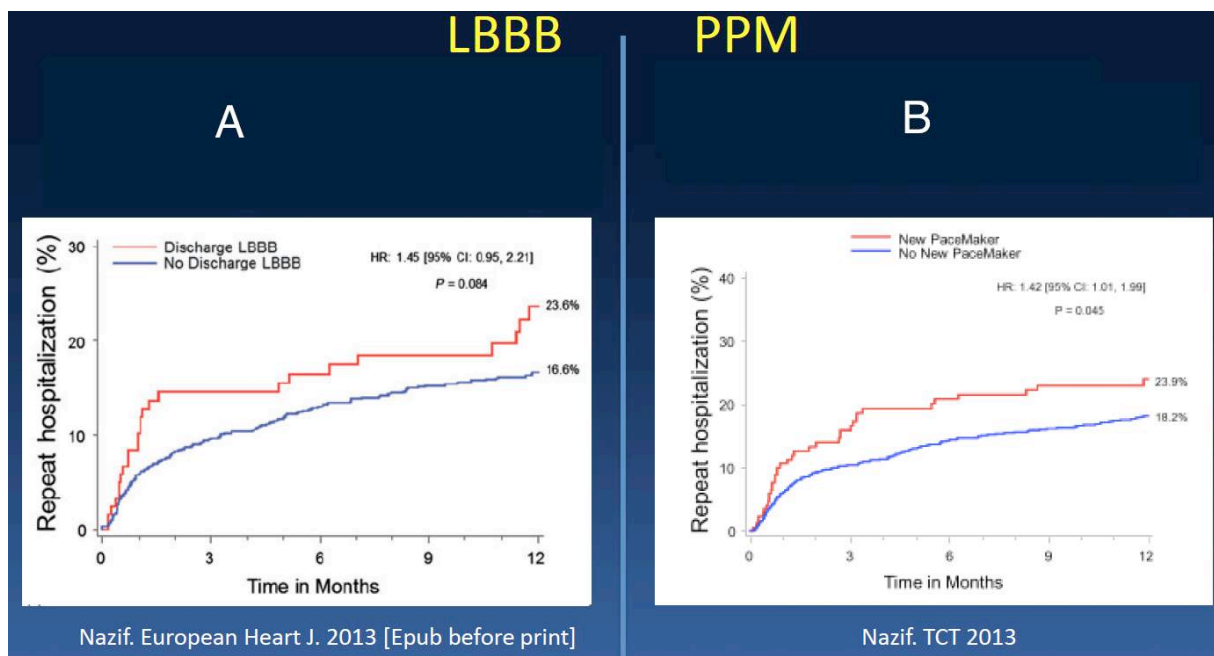 LBBB
PPM
A
B
Discharge LBBB
No Discharge LBBB
HR: 1.45 [95% CI: 0.95, 2.21]
P = 0.084
23.6%
16.6%
Repeat hospitalization (%)
30
20
10
0
0 3 6 9 12
Time in Months
New PaceMaker
No New PaceMaker
HR: 1.42 [95% CI: 1.01, 1.99]
P = 0.045
23.9%
18.2%
Repeat hospitalization (%)
40
30
20
10
0
0 3 6 9 12
Time in Months
Nazif. European Heart J. 2013 [Epub before print]
Nazif. TCT 2013